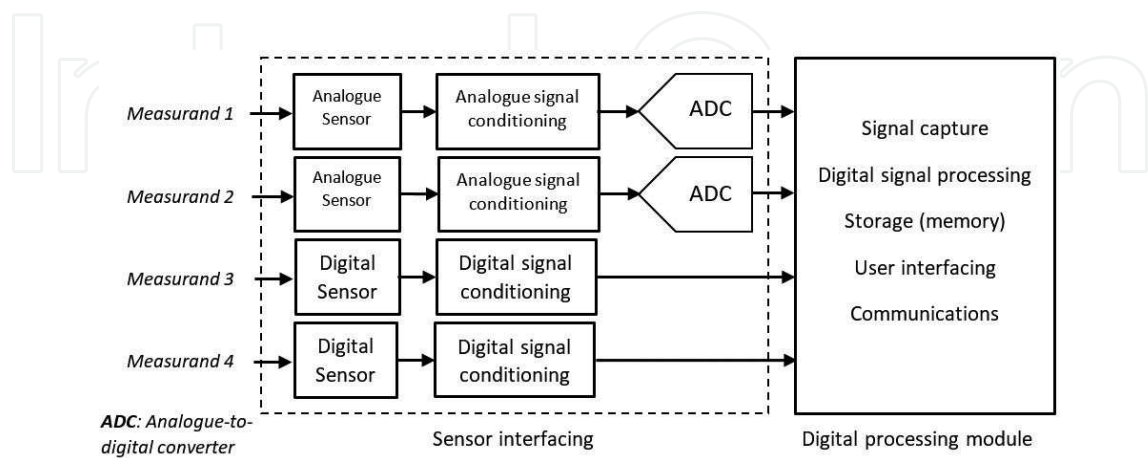 Measurand 1
Analogue
Sensor
Analogue signal
conditioning
ADC
Measurand 2
Analogue
Sensor
Analogue signal
conditioning
ADC
Measurand 3
Digital
Sensor
Digital signal
conditioning
Measurand 4
Digital
Sensor
Digital signal
conditioning
Signal capture
Digital signal processing
Storage (memory)
User interfacing
Communications
ADC: Analogue-to-
digital converter
Sensor interfacing
Digital processing module